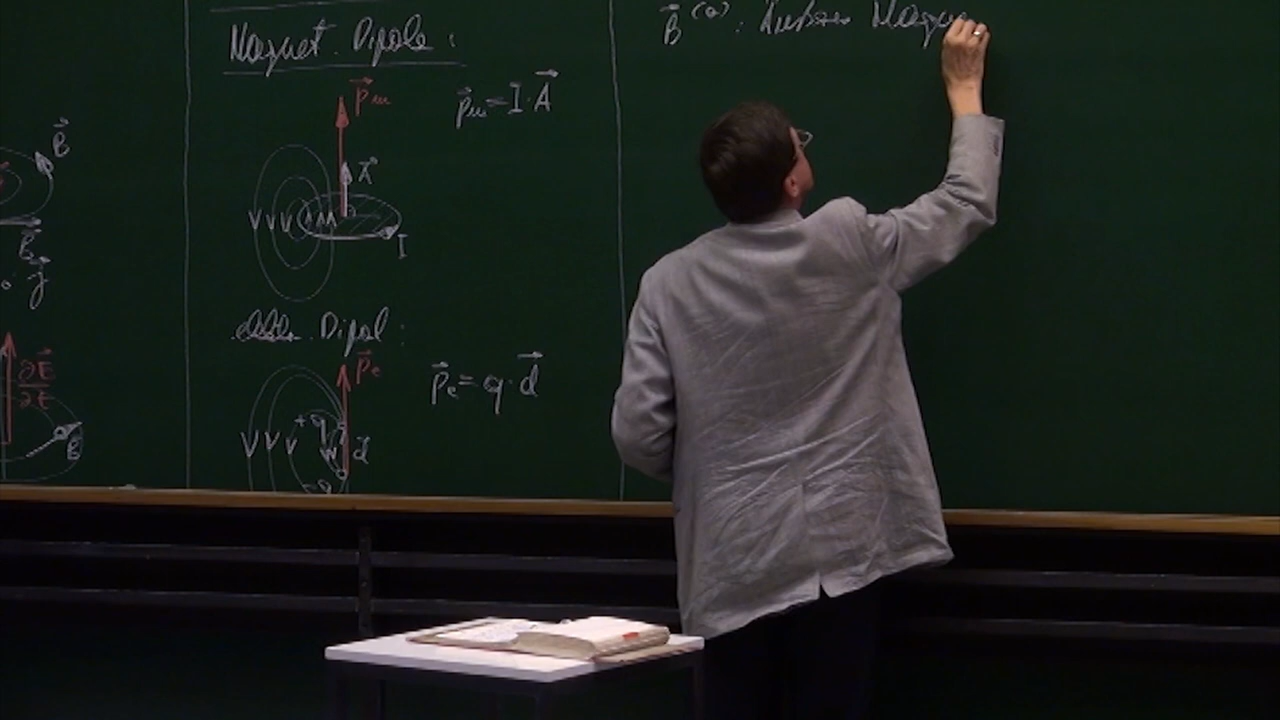 B⃗
B⃗
j⃗
∂E⃗
∂t
B⃗
Magnet. Dipole:
p⃗m
p⃗m = I · A⃗
A⃗
I
Dipol:
p⃗e
p⃗e = q · d⃗
+q
d⃗
B⃗